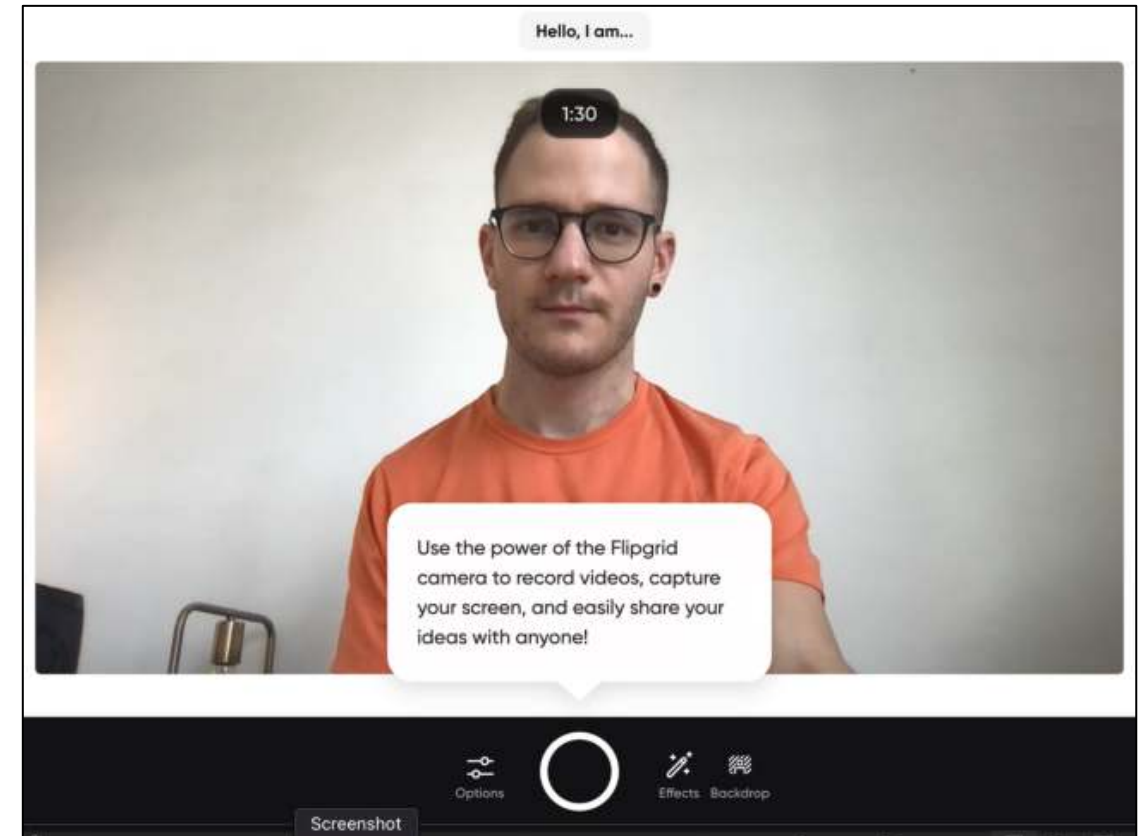 Hello, I am...
1:30
Use the power of the Flipgrid
camera to record videos, capture
your screen, and easily share your
ideas with anyone!
Options
Effects Backdrop
Screenshot